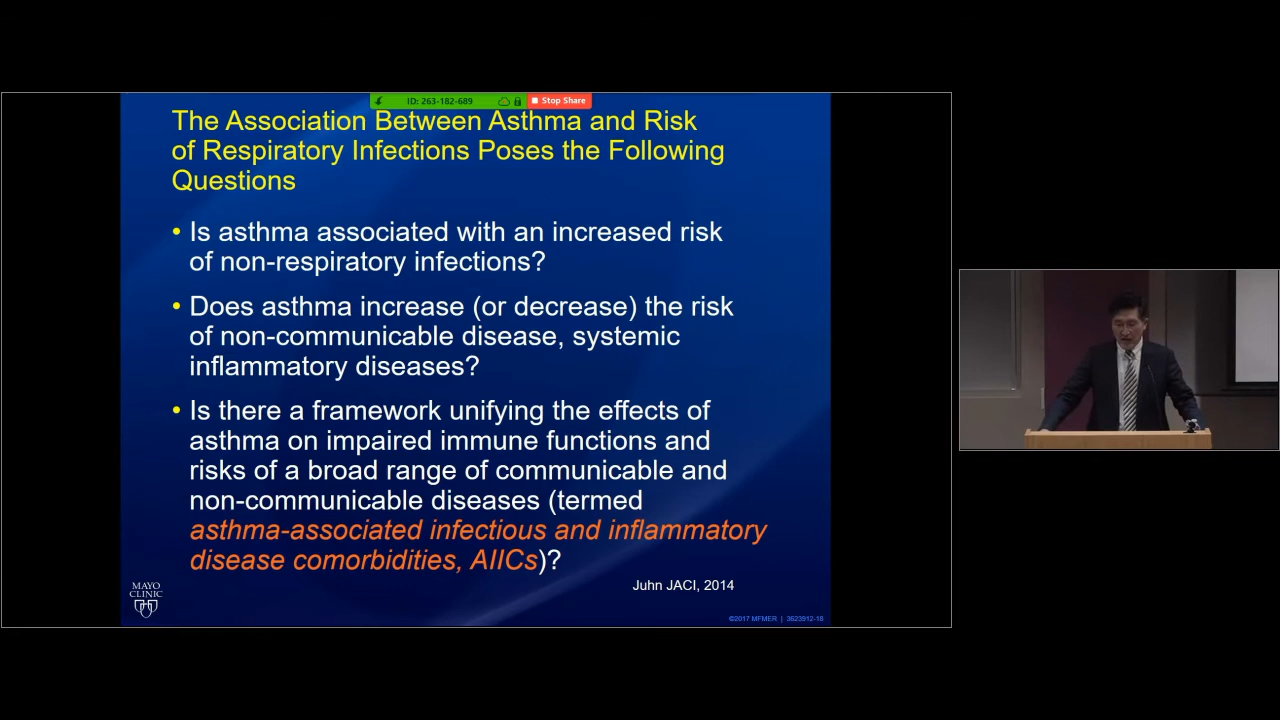 ID: 263-182-689
Stop Share
The Association Between Asthma and Risk
of Respiratory Infections Poses the Following
Questions
• Is asthma associated with an increased risk
of non-respiratory infections?
• Does asthma increase (or decrease) the risk
of non-communicable disease, systemic
inflammatory diseases?
• Is there a framework unifying the effects of
asthma on impaired immune functions and
risks of a broad range of communicable and
non-communicable diseases (termed
asthma-associated infectious and inflammatory
disease comorbidities, AIICs)?
Juhn JACI, 2014
MAYO
CLINIC
©2017 MFMER | 3623912-18